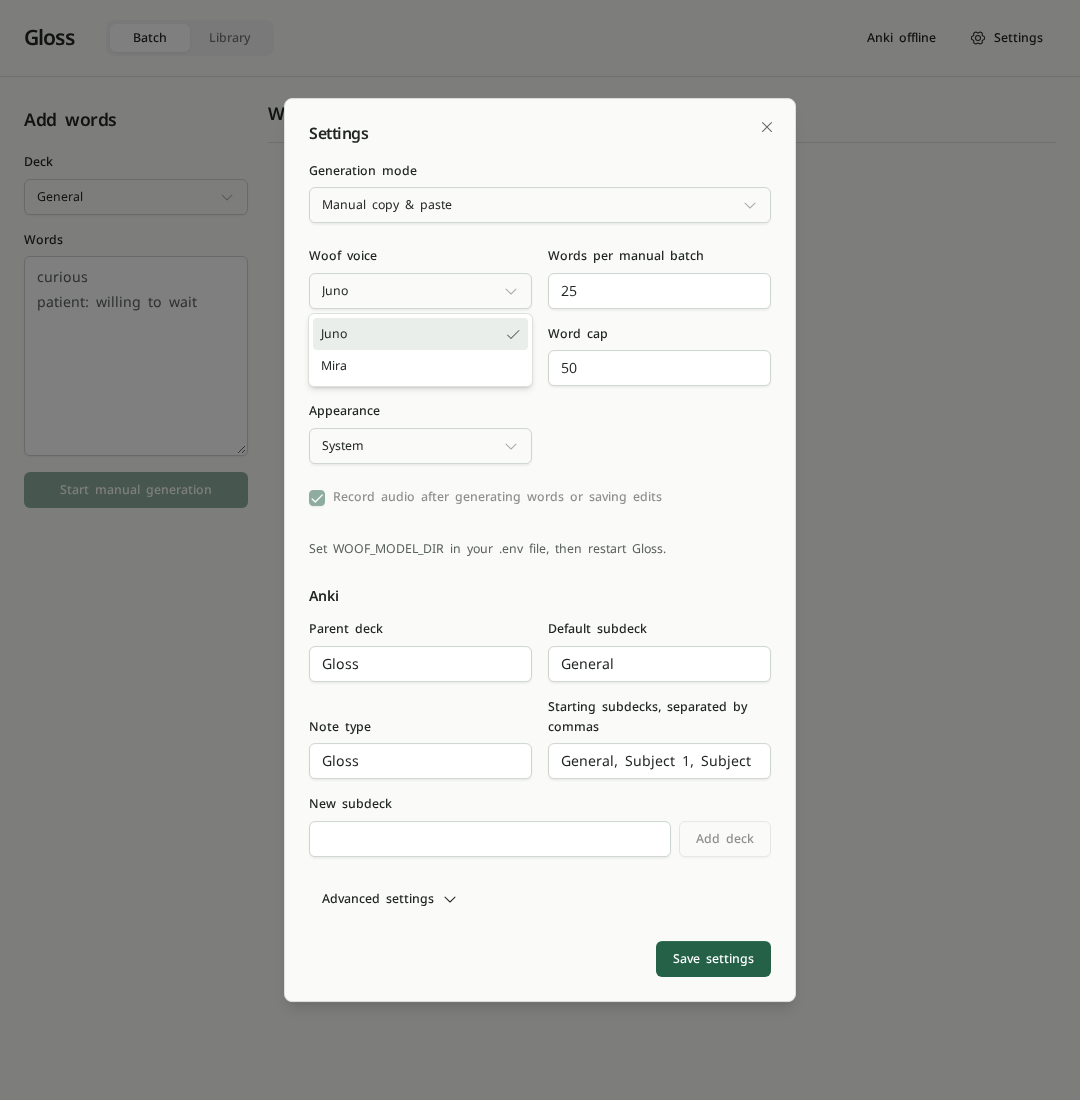 Gloss
Batch
Library
Anki offline
Settings
Add words
Deck
General
Words
curious
patient: willing to wait
Start manual generation
W
Settings
Generation mode
Manual copy & paste
Woof voice
Juno
Juno
Mira
Words per manual batch
25
Word cap
50
Appearance
System
Record audio after generating words or saving edits
Set WOOF_MODEL_DIR in your .env file, then restart Gloss.
Anki
Parent deck
Gloss
Default subdeck
General
Note type
Gloss
Starting subdecks, separated by
commas
General, Subject 1, Subject
New subdeck
Add deck
Advanced settings
Save settings